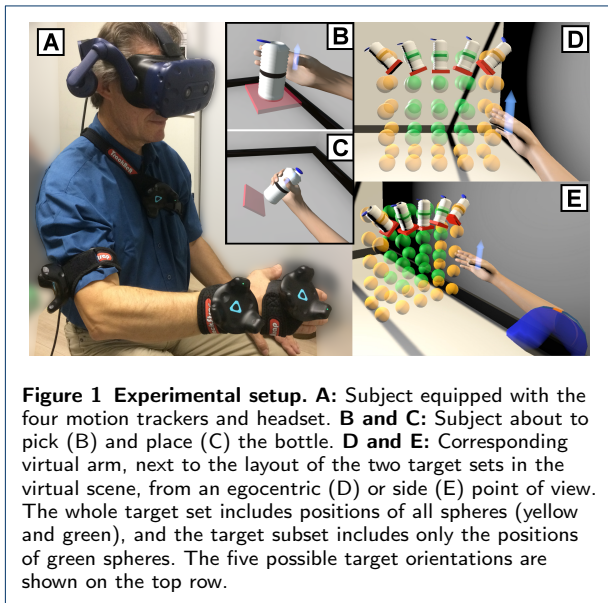 A
B
C
D
E
Figure 1 Experimental setup. A: Subject equipped with the
four motion trackers and headset. B and C: Subject about to
pick (B) and place (C) the bottle. D and E: Corresponding
virtual arm, next to the layout of the two target sets in the
virtual scene, from an egocentric (D) or side (E) point of view.
The whole target set includes positions of all spheres (yellow
and green), and the target subset includes only the positions
of green spheres. The five possible target orientations are
shown on the top row.